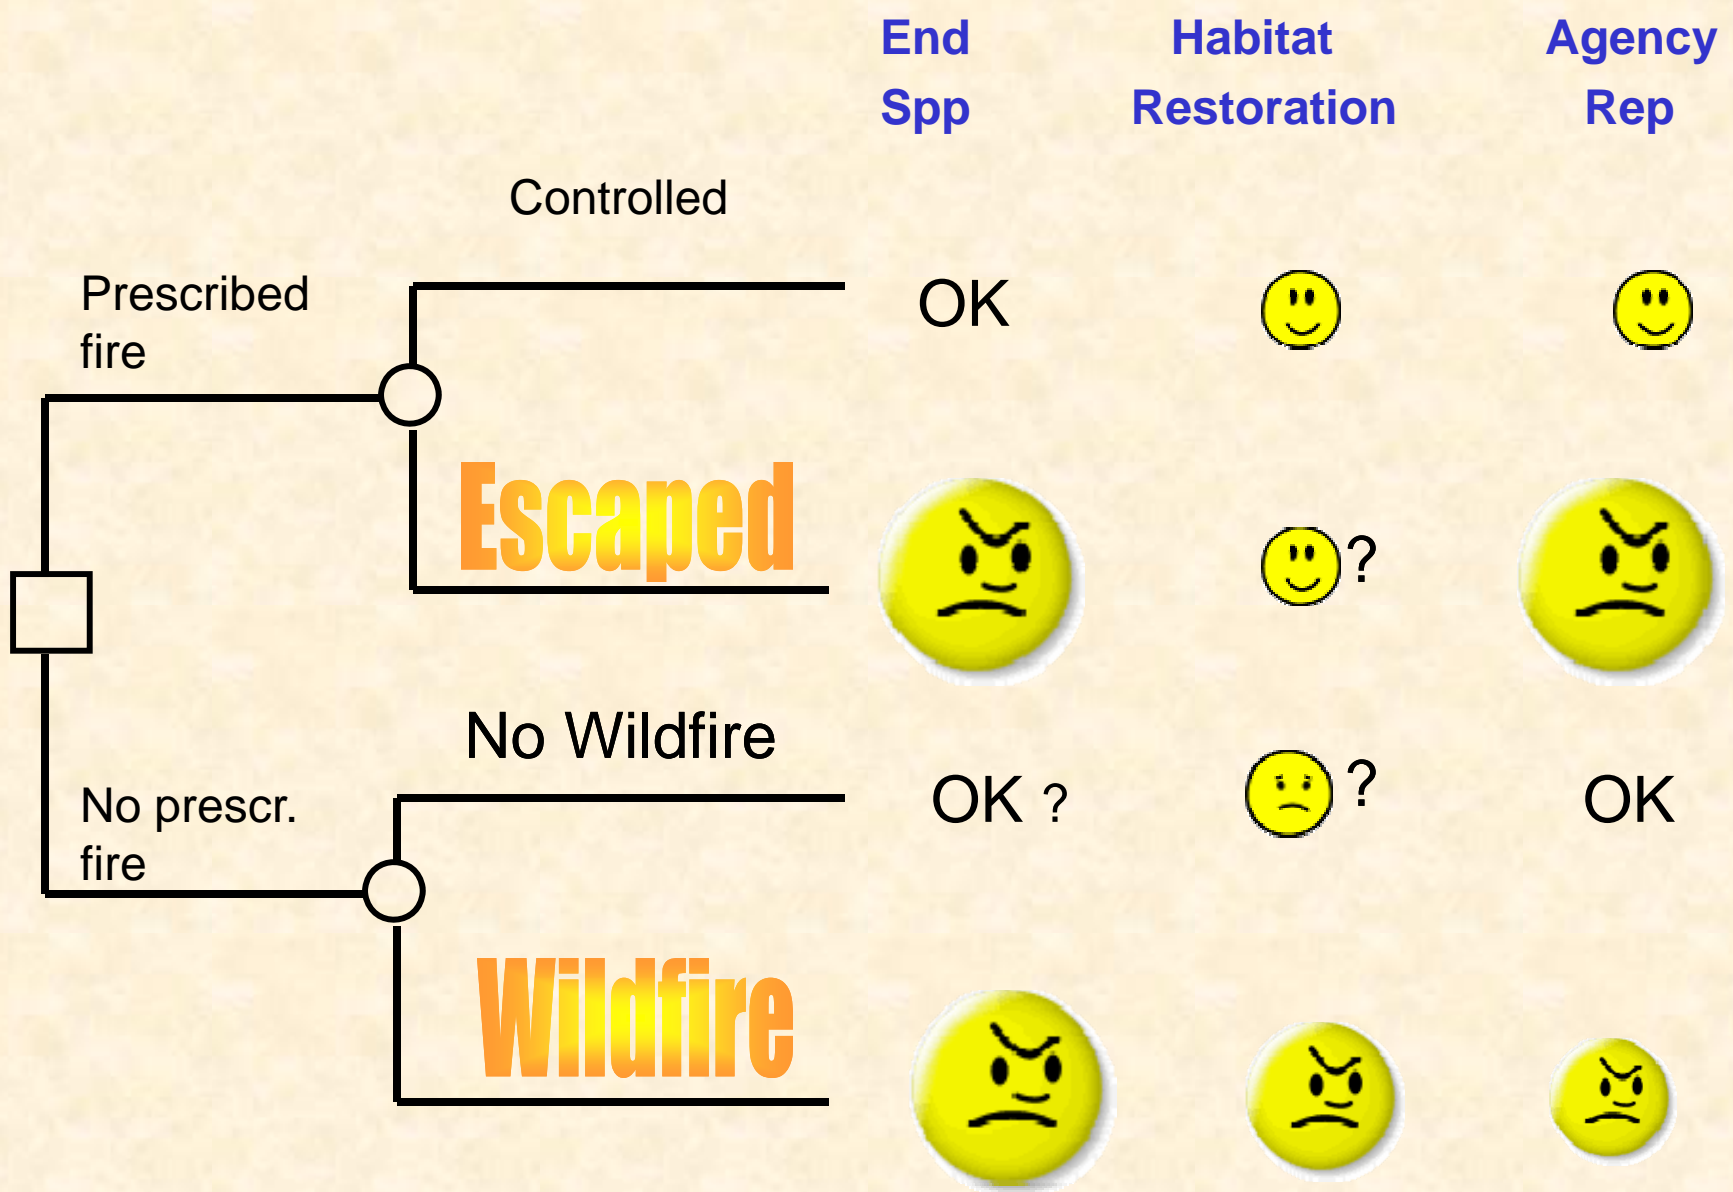 End Habitat Agency
Spp Restoration Rep
Controlled
Prescribed
fire
OK
Escaped
?
No Wildfire
?
No prescr.
fire
OK ? OK
Wildfire